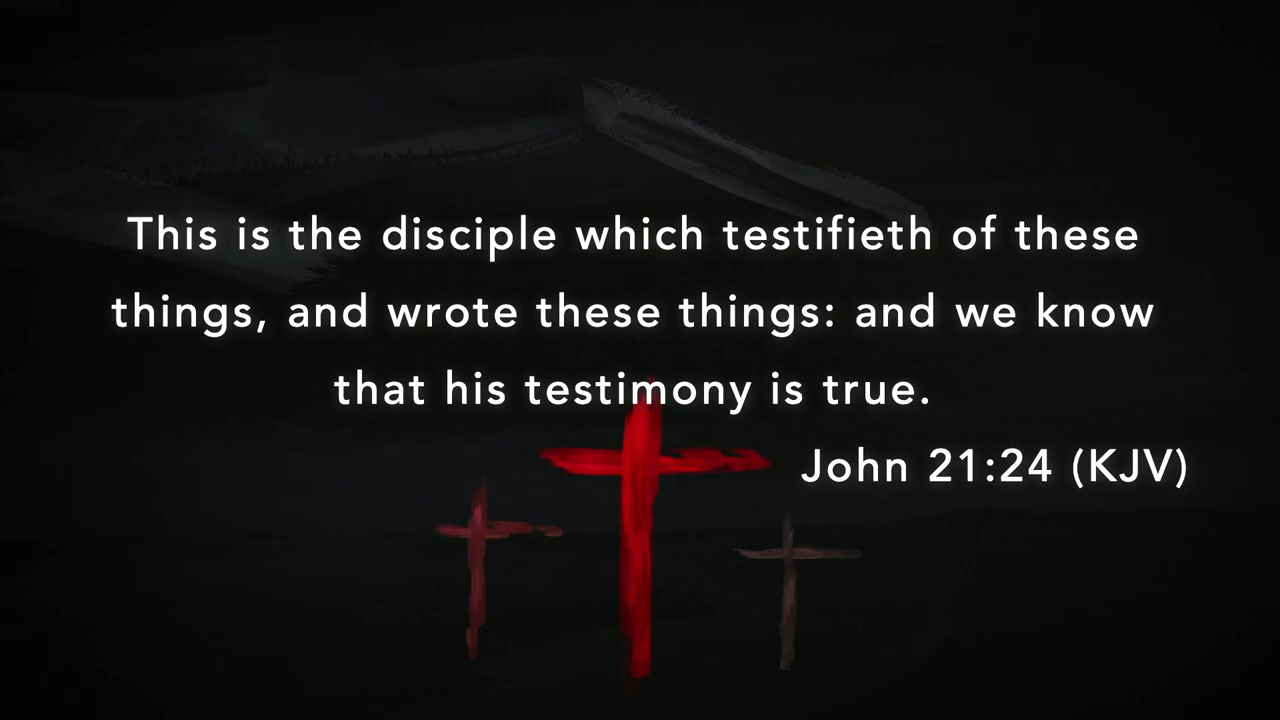 This is the disciple which testifieth of these
things, and wrote these things: and we know
that his testimony is true.
John 21:24 (KJV)